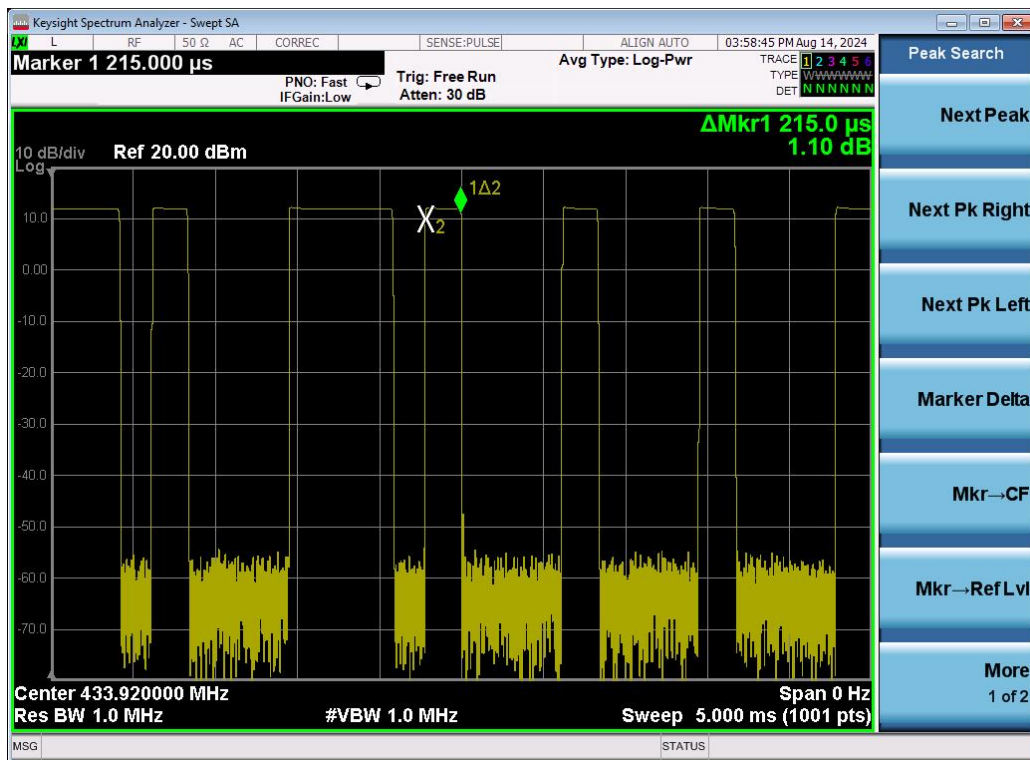 Keysight Spectrum Analyzer - Swept SA
LXI L RF 50 Ω AC CORREC SENSE:PULSE ALIGN AUTO 03:58:45 PM Aug 14, 2024
Marker 1 215.000 µs
PNO: Fast
IFGain:Low
Trig: Free Run
Atten: 30 dB
Avg Type: Log-Pwr
TRACE 1 2 3 4 5 6
TYPE WWWWWW
DET N N N N N N
ΔMkr1 215.0 µs
1.10 dB
10 dB/div Ref 20.00 dBm
Log
10.0
0.00
-10.0
-20.0
-30.0
-40.0
-50.0
-60.0
-70.0
1Δ2
X2
Center 433.920000 MHz
Span 0 Hz
Res BW 1.0 MHz
#VBW 1.0 MHz
Sweep 5.000 ms (1001 pts)
MSG
STATUS
Peak Search
Next Peak
Next Pk Right
Next Pk Left
Marker Delta
Mkr→CF
Mkr→Ref Lvl
More
1 of 2